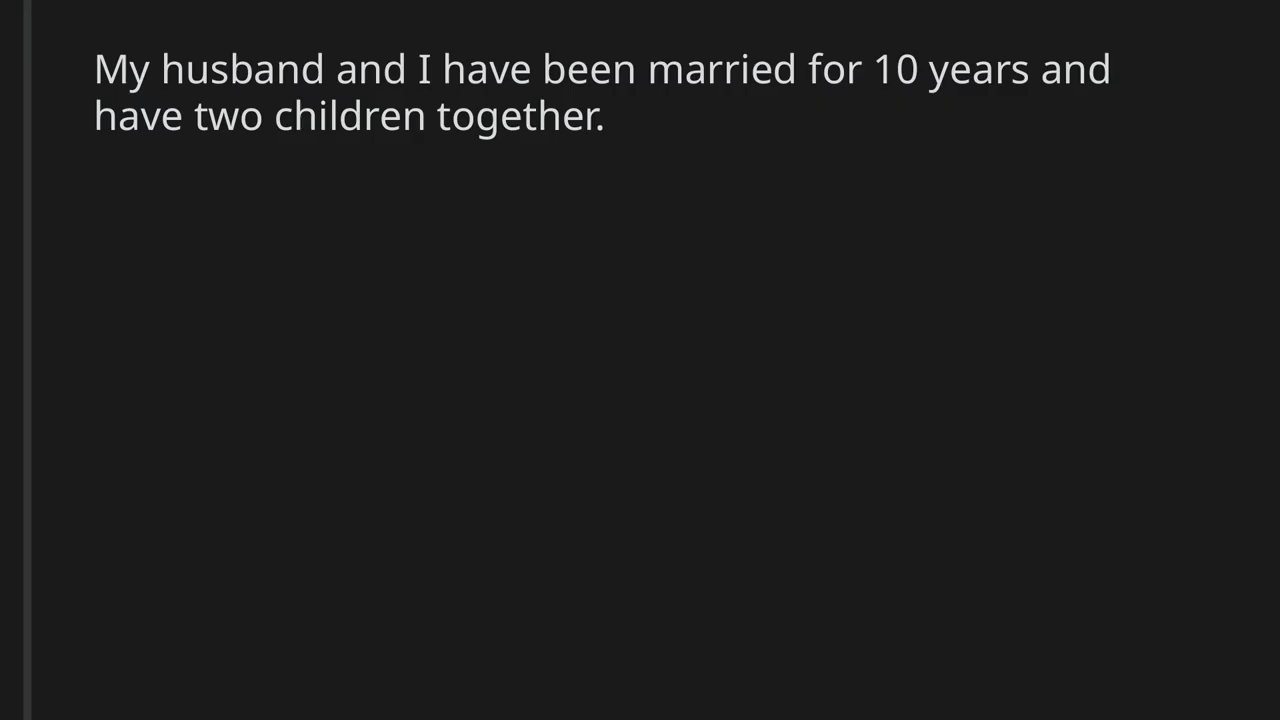 My husband and I have been married for 10 years and
have two children together.